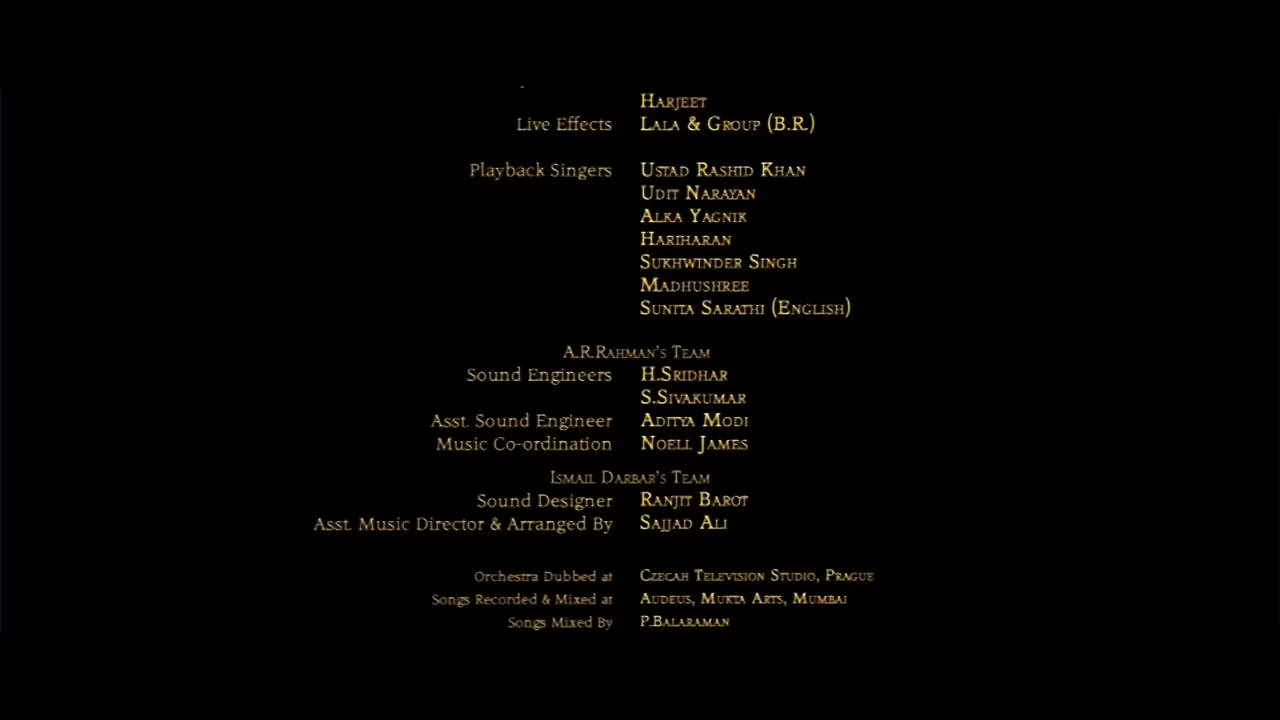 Harjeet
Live Effects Lala & Group (B.R.)
Playback Singers Ustad Rashid Khan
Udit Narayan
Alka Yagnik
Hariharan
Sukhwinder Singh
Madhushree
Sunita Sarathi (English)
A.R.Rahman's Team
Sound Engineers H.Sridhar
S.Sivakumar
Asst. Sound Engineer Aditya Modi
Music Co-ordination Noell James
Ismail Darbar's Team
Sound Designer Ranjit Barot
Asst. Music Director & Arranged By Sajjad Ali
Orchestra Dubbed at Czecah Television Studio, Prague
Songs Recorded & Mixed at Audeus, Mukta Arts, Mumbai
Songs Mixed By P.Balaraman